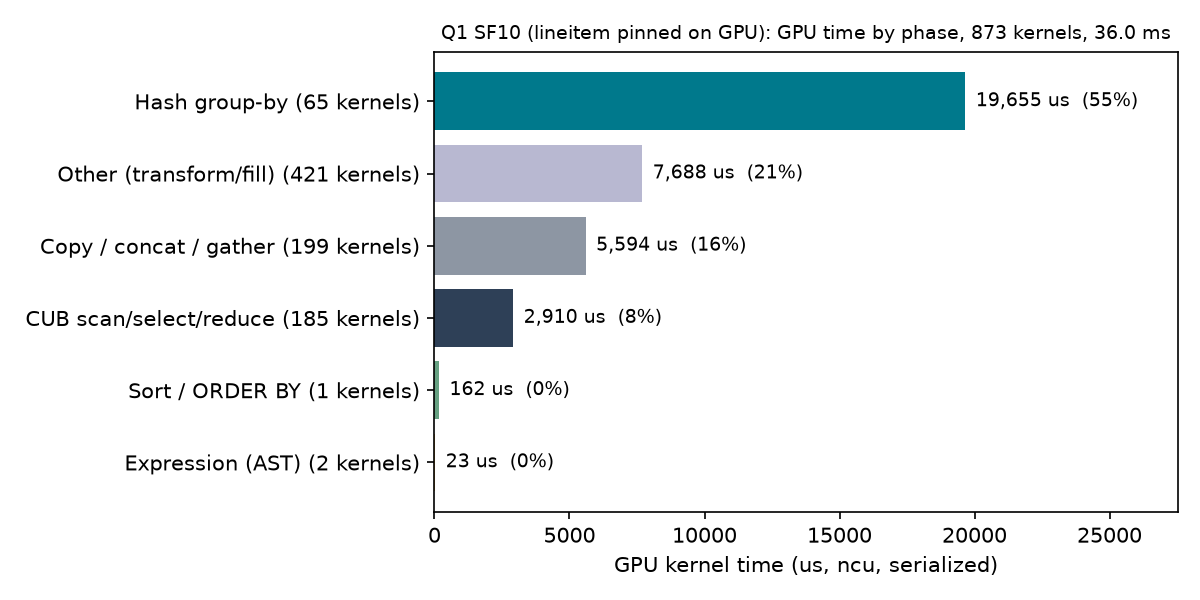 Q1 SF10 (lineitem pinned on GPU): GPU time by phase, 873 kernels, 36.0 ms
Hash group-by (65 kernels) 19,655 us (55%)
Other (transform/fill) (421 kernels) 7,688 us (21%)
Copy / concat / gather (199 kernels) 5,594 us (16%)
CUB scan/select/reduce (185 kernels) 2,910 us (8%)
Sort / ORDER BY (1 kernels) 162 us (0%)
Expression (AST) (2 kernels) 23 us (0%)
0 5000 10000 15000 20000 25000
GPU kernel time (us, ncu, serialized)